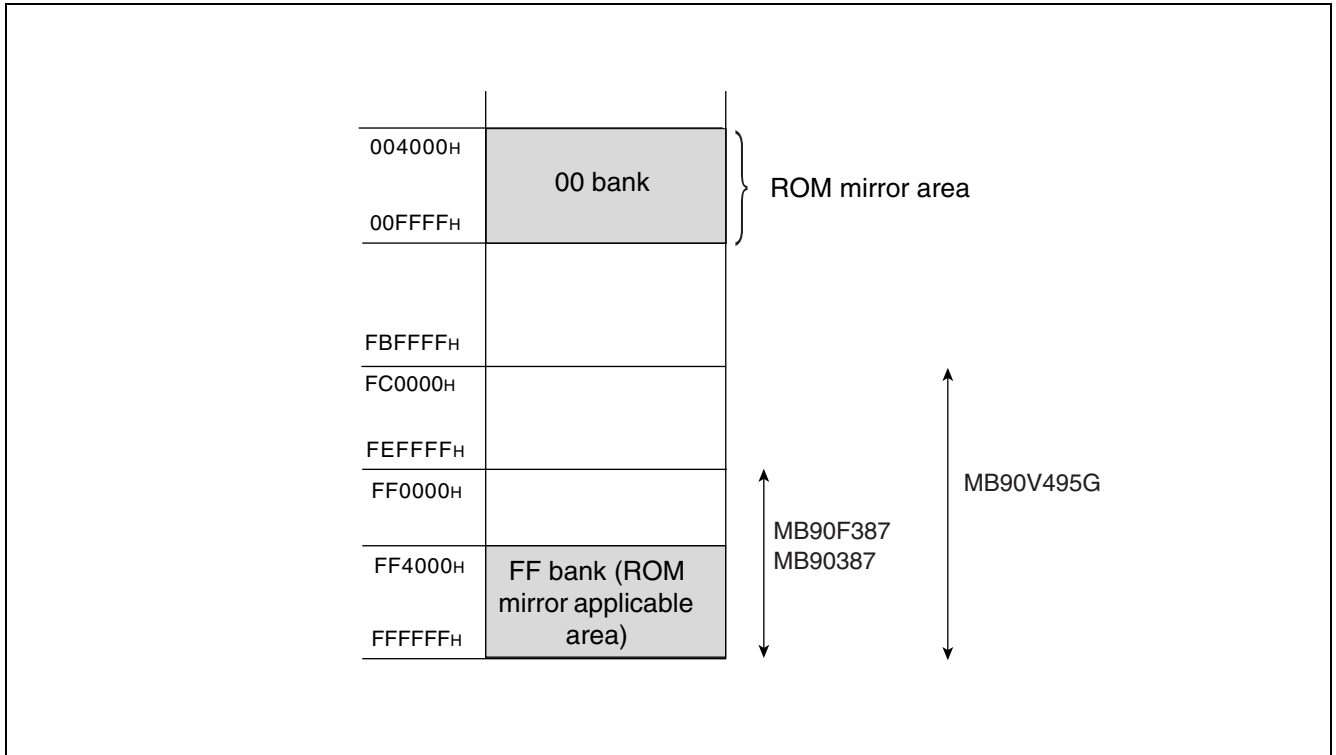 004000H
00 bank
ROM mirror area
00FFFFH
FBFFFFH
FC0000H
FEFFFFH
FF0000H
MB90V495G
MB90F387
MB90387
FF4000H
FF bank (ROM
mirror applicable
area)
FFFFFFH